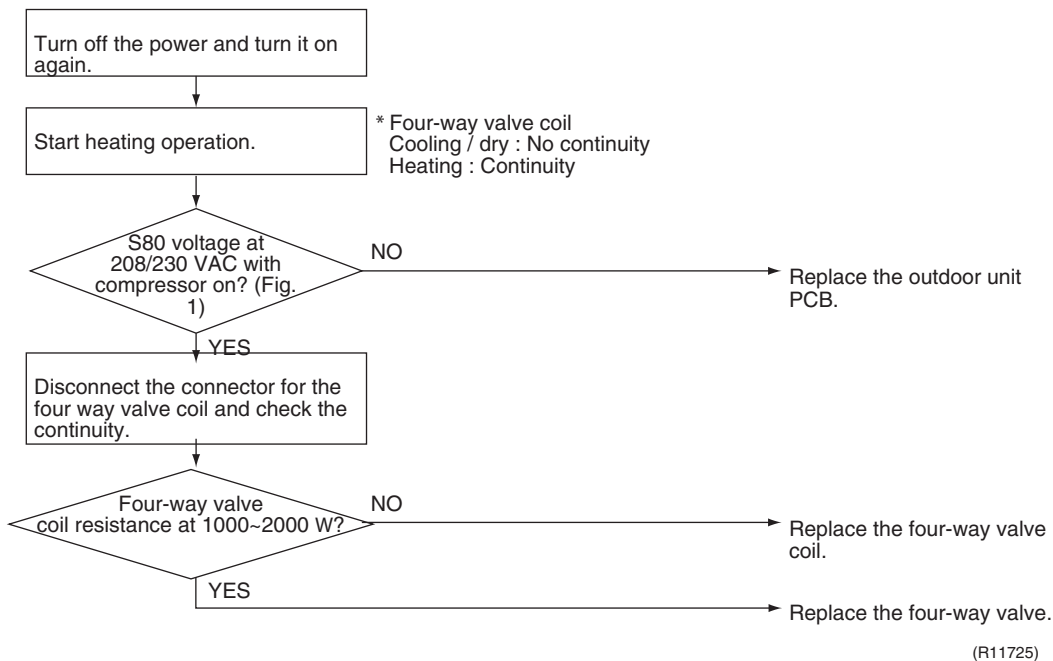 Turn off the power and turn it on
again.
Start heating operation.
* Four-way valve coil
Cooling / dry : No continuity
Heating : Continuity
S80 voltage at
208/230 VAC with
compressor on? (Fig.
1)
NO
Replace the outdoor unit
PCB.
YES
Disconnect the connector for the
four way valve coil and check the
continuity.
Four-way valve
coil resistance at 1000~2000 W?
NO
Replace the four-way valve
coil.
YES
Replace the four-way valve.
(R11725)